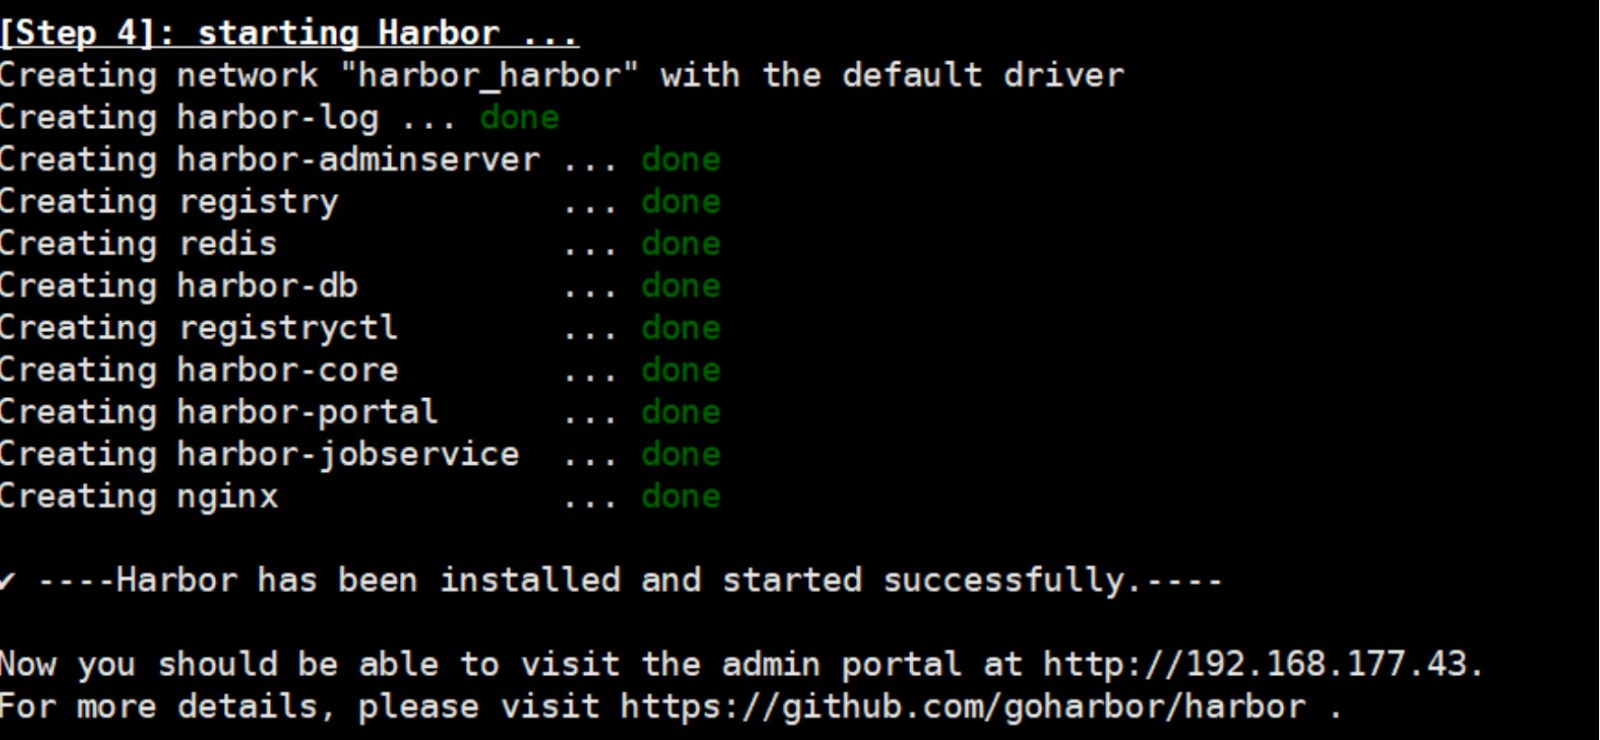 [Step 4]: starting Harbor ...
Creating network "harbor_harbor" with the default driver
Creating harbor-log ... done
Creating harbor-adminserver ... done
Creating registry ... done
Creating redis ... done
Creating harbor-db ... done
Creating registryctl ... done
Creating harbor-core ... done
Creating harbor-portal ... done
Creating harbor-jobservice ... done
Creating nginx ... done
✔ ----Harbor has been installed and started successfully.----
Now you should be able to visit the admin portal at http://192.168.177.43.
For more details, please visit https://github.com/goharbor/harbor .